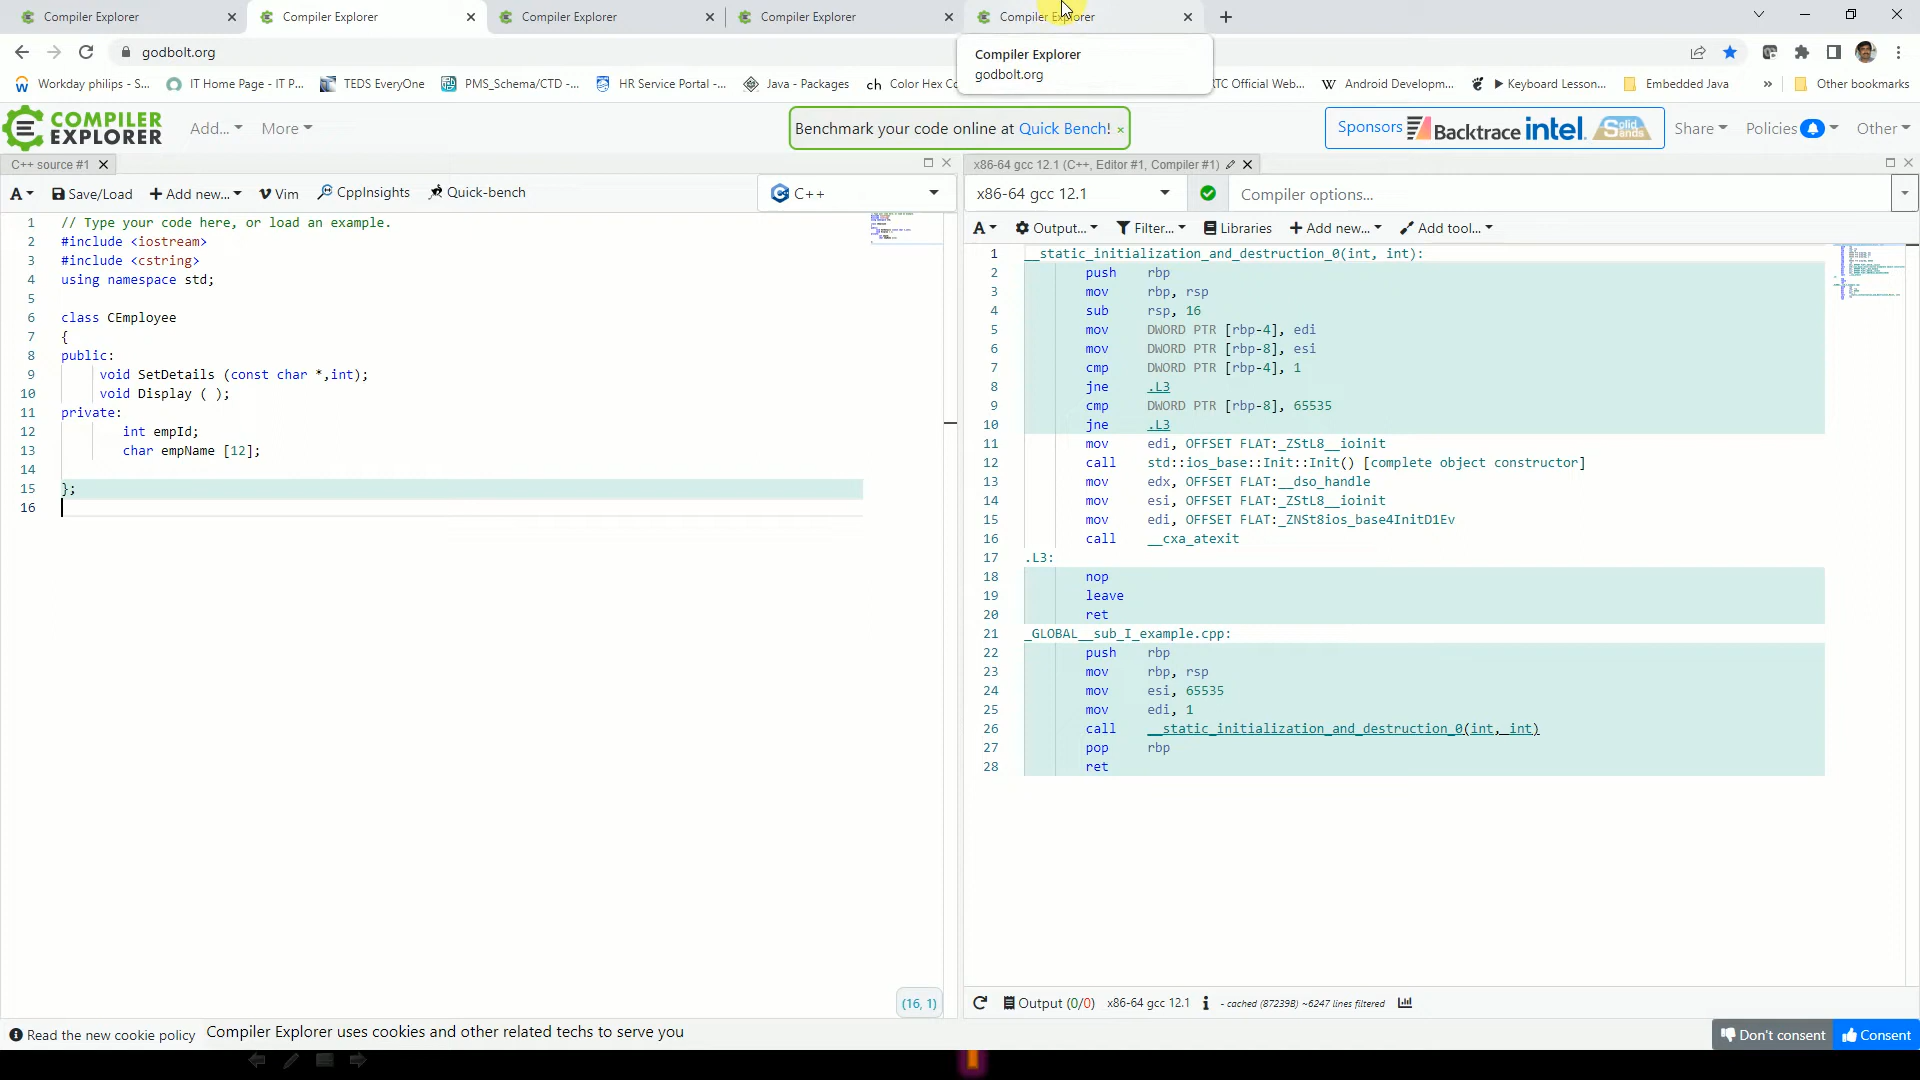 Compiler Explorer
Compiler Explorer
Compiler Explorer
Compiler Explorer
Compiler Explorer
godbolt.org
Compiler Explorer
godbolt.org
Workday philips - S...
IT Home Page - IT P...
TEDS EveryOne
PMS_Schema/CTD -...
HR Service Portal -...
Java - Packages
ch Color Hex Co
RTC Official Web...
W Android Developm...
Keyboard Lesson...
Embedded Java
»
Other bookmarks
COMPILER EXPLORER
Add...
More
Benchmark your code online at Quick Bench! ×
Sponsors Backtrace intel. Solid Sands
Share
Policies
Other
C++ source #1
x86-64 gcc 12.1 (C++, Editor #1, Compiler #1)
A
Save/Load
Add new...
Vim
CppInsights
Quick-bench
C++
x86-64 gcc 12.1
Compiler options...
A
Output...
Filter...
Libraries
Add new...
Add tool...
1 // Type your code here, or load an example.
2 #include <iostream>
3 #include <cstring>
4 using namespace std;
5
6 class CEmployee
7 {
8 public:
9 void SetDetails (const char *,int);
10 void Display ( );
11 private:
12 int empId;
13 char empName [12];
14
15 };
16
(16, 1)
1 __static_initialization_and_destruction_0(int, int):
2 push rbp
3 mov rbp, rsp
4 sub rsp, 16
5 mov DWORD PTR [rbp-4], edi
6 mov DWORD PTR [rbp-8], esi
7 cmp DWORD PTR [rbp-4], 1
8 jne .L3
9 cmp DWORD PTR [rbp-8], 65535
10 jne .L3
11 mov edi, OFFSET FLAT:_ZStL8__ioinit
12 call std::ios_base::Init::Init() [complete object constructor]
13 mov edx, OFFSET FLAT:__dso_handle
14 mov esi, OFFSET FLAT:_ZStL8__ioinit
15 mov edi, OFFSET FLAT:_ZNSt8ios_base4InitD1Ev
16 call __cxa_atexit
17 .L3:
18 nop
19 leave
20 ret
21 _GLOBAL__sub_I_example.cpp:
22 push rbp
23 mov rbp, rsp
24 mov esi, 65535
25 mov edi, 1
26 call __static_initialization_and_destruction_0(int, int)
27 pop rbp
28 ret
Output (0/0) x86-64 gcc 12.1 i - cached (87239B) ~6247 lines filtered
Read the new cookie policy
Compiler Explorer uses cookies and other related techs to serve you
Don't consent
Consent